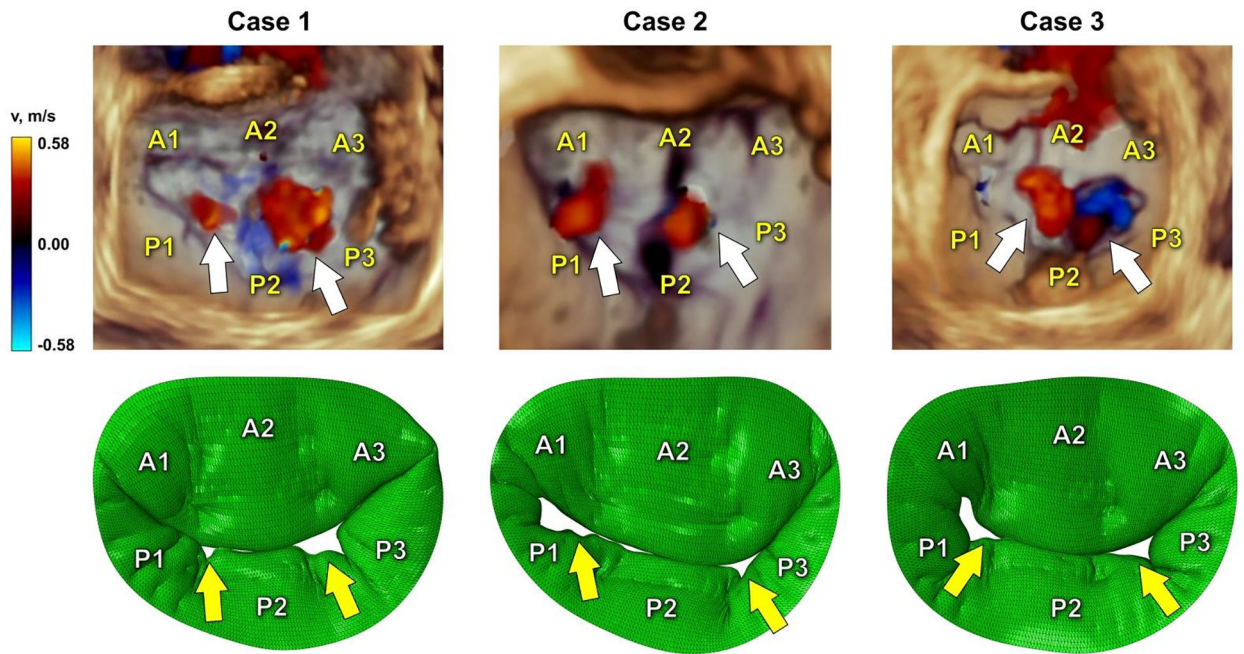 Case 1
Case 2
Case 3
v, m/s
0.58
0.00
-0.58
A1
A2
A3
P1
P2
P3
A1
A2
A3
P1
P2
P3
A1
A2
A3
P1
P2
P3
A1
A2
A3
P1
P2
P3
A1
A2
A3
P1
P2
P3
A1
A2
A3
P1
P2
P3